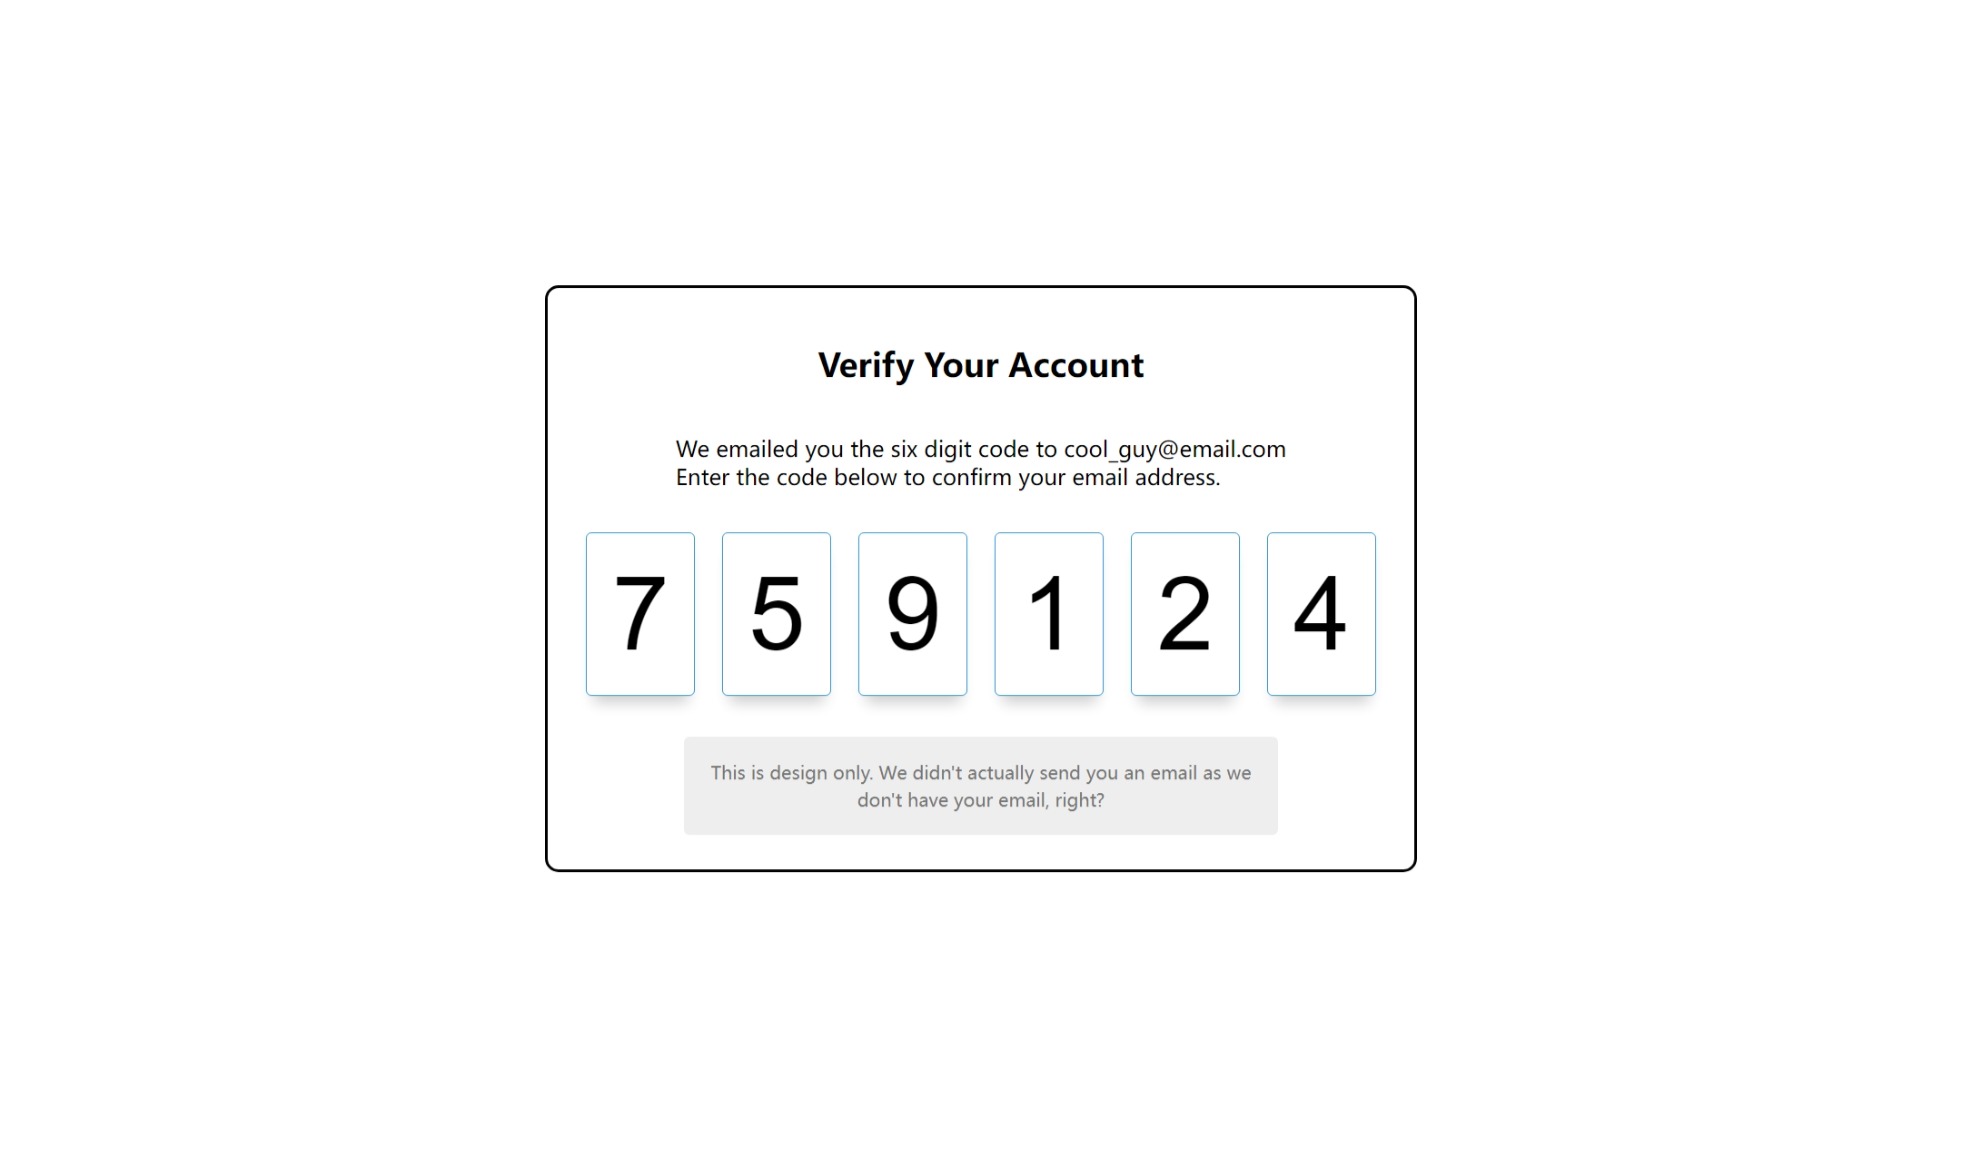 Verify Your Account
We emailed you the six digit code to cool_guy@email.com
Enter the code below to confirm your email address.
7 5 9 1 2 4
This is design only. We didn't actually send you an email as we
don't have your email, right?